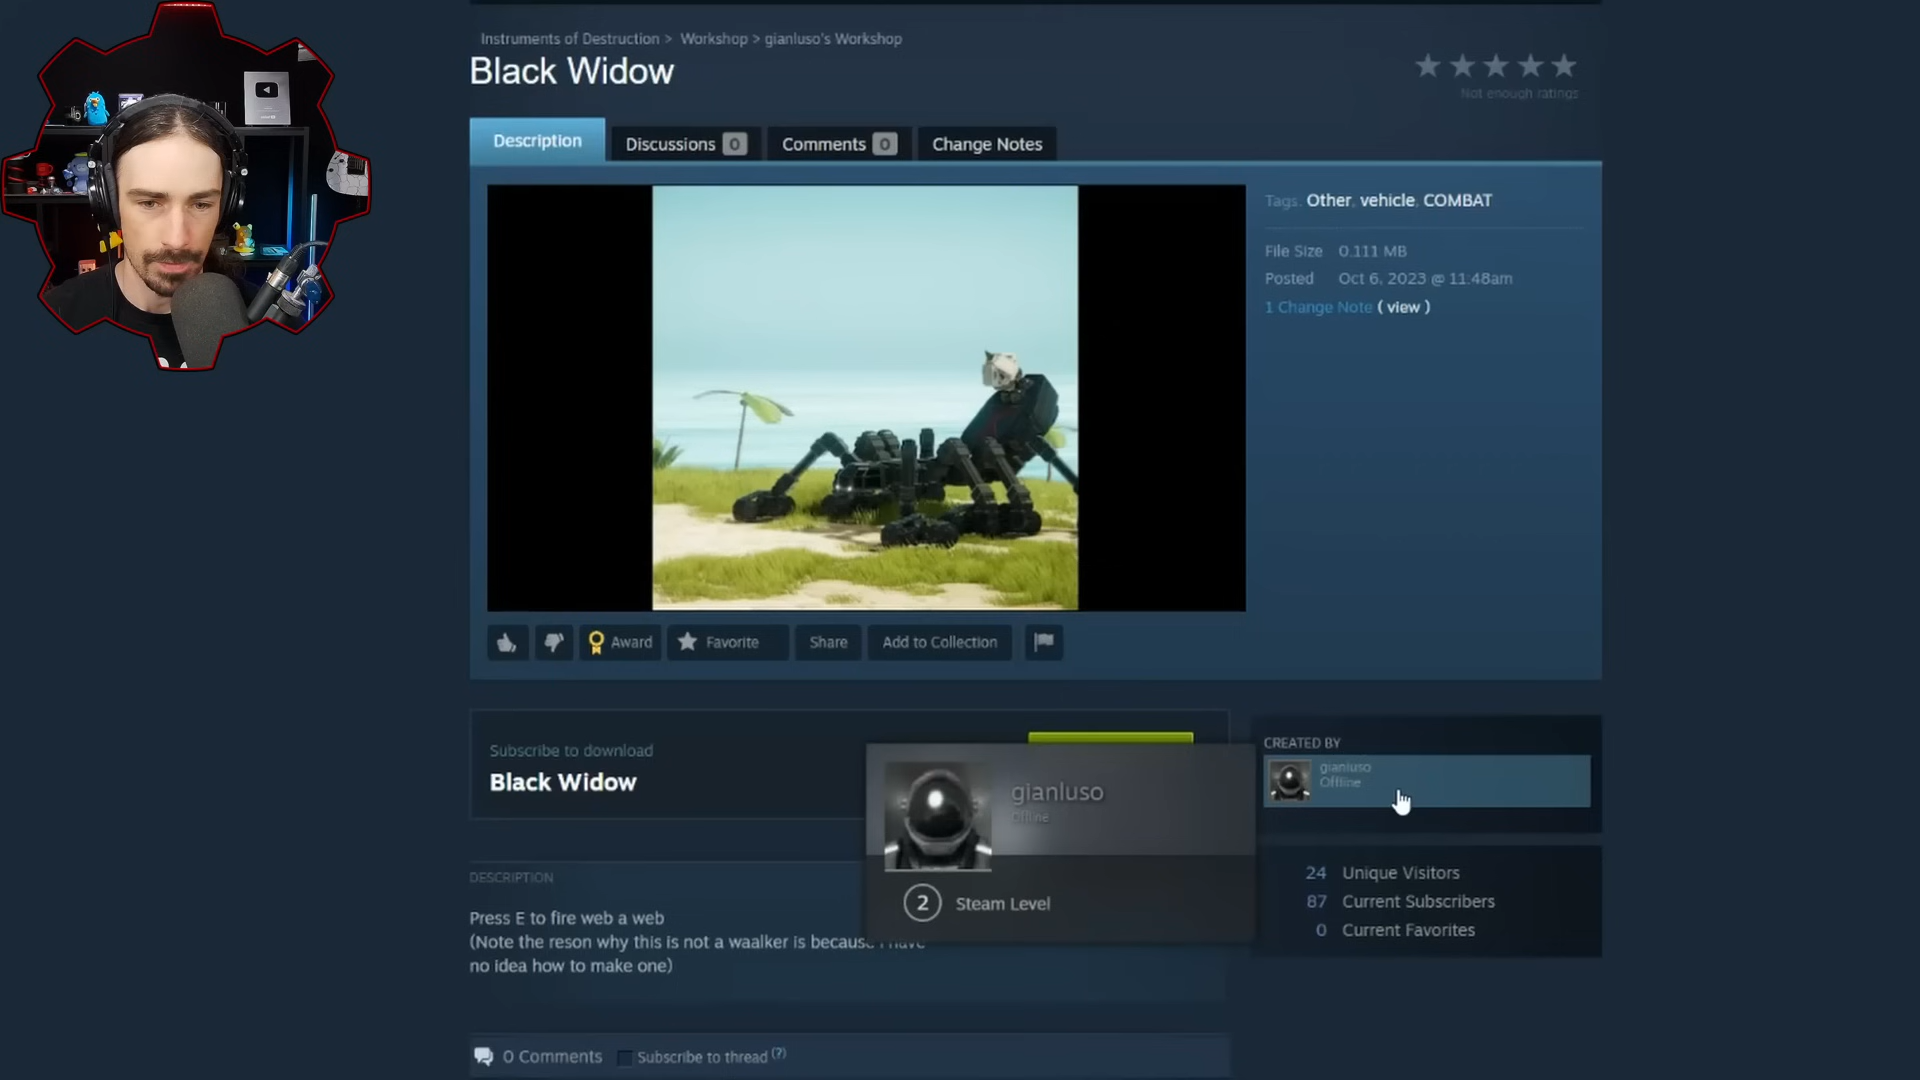 Instruments of Destruction > Workshop > gianluso's Workshop
Black Widow
Not enough ratings
Description
Discussions 0
Comments 0
Change Notes
Tags: Other, vehicle, COMBAT
File Size 0.111 MB
Posted Oct 6, 2023 @ 11:48am
1 Change Note ( view )
Award
Favorite
Share
Add to Collection
Subscribe to download
Black Widow
CREATED BY
gianluso
Offline
gianluso
Offline
2 Steam Level
24 Unique Visitors
87 Current Subscribers
0 Current Favorites
DESCRIPTION
Press E to fire web a web
(Note the reson why this is not a waalker is because I have
no idea how to make one)
0 Comments
Subscribe to thread (?)